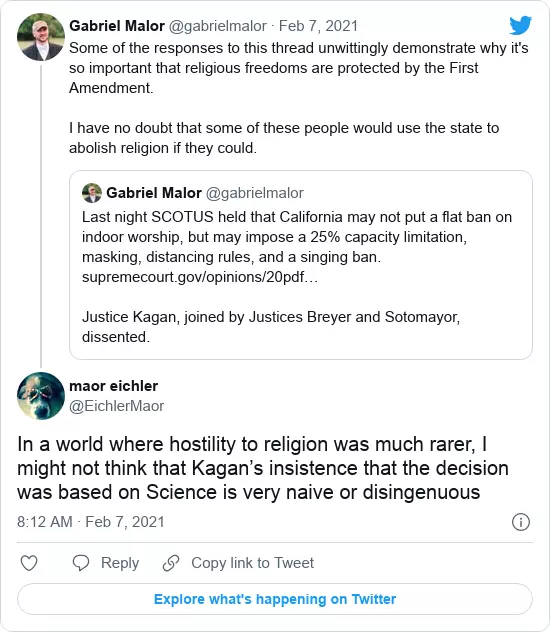 Gabriel Malor @gabrielmalor · Feb 7, 2021
Some of the responses to this thread unwittingly demonstrate why it's
so important that religious freedoms are protected by the First
Amendment.
I have no doubt that some of these people would use the state to
abolish religion if they could.
Gabriel Malor @gabrielmalor
Last night SCOTUS held that California may not put a flat ban on
indoor worship, but may impose a 25% capacity limitation,
masking, distancing rules, and a singing ban.
supremecourt.gov/opinions/20pdf…
Justice Kagan, joined by Justices Breyer and Sotomayor,
dissented.
maor eichler
@EichlerMaor
In a world where hostility to religion was much rarer, I
might not think that Kagan’s insistence that the decision
was based on Science is very naive or disingenuous
8:12 AM · Feb 7, 2021
Reply
Copy link to Tweet
Explore what's happening on Twitter